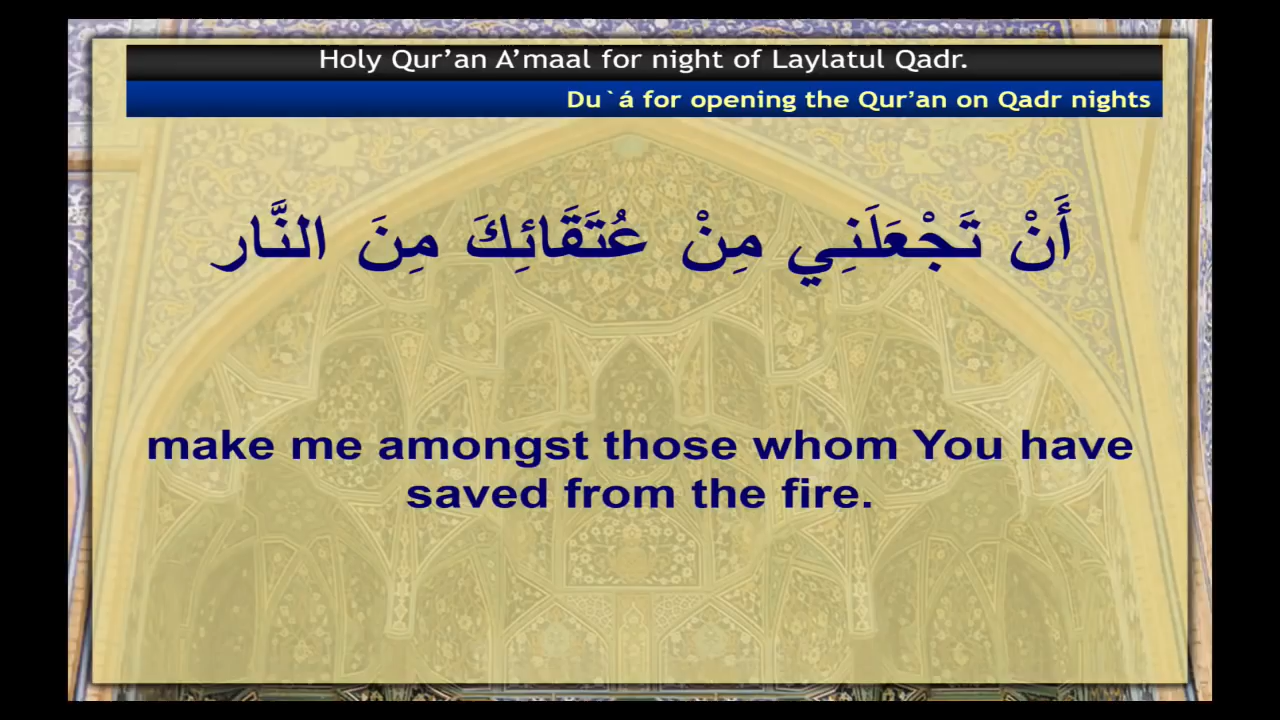 Holy Qur’an A’maal for night of Laylatul Qadr.
Du`á for opening the Qur’an on Qadr nights
أَنْ تَجْعَلَنِي مِنْ عُتَقَائِكَ مِنَ النَّار
make me amongst those whom You have
saved from the fire.